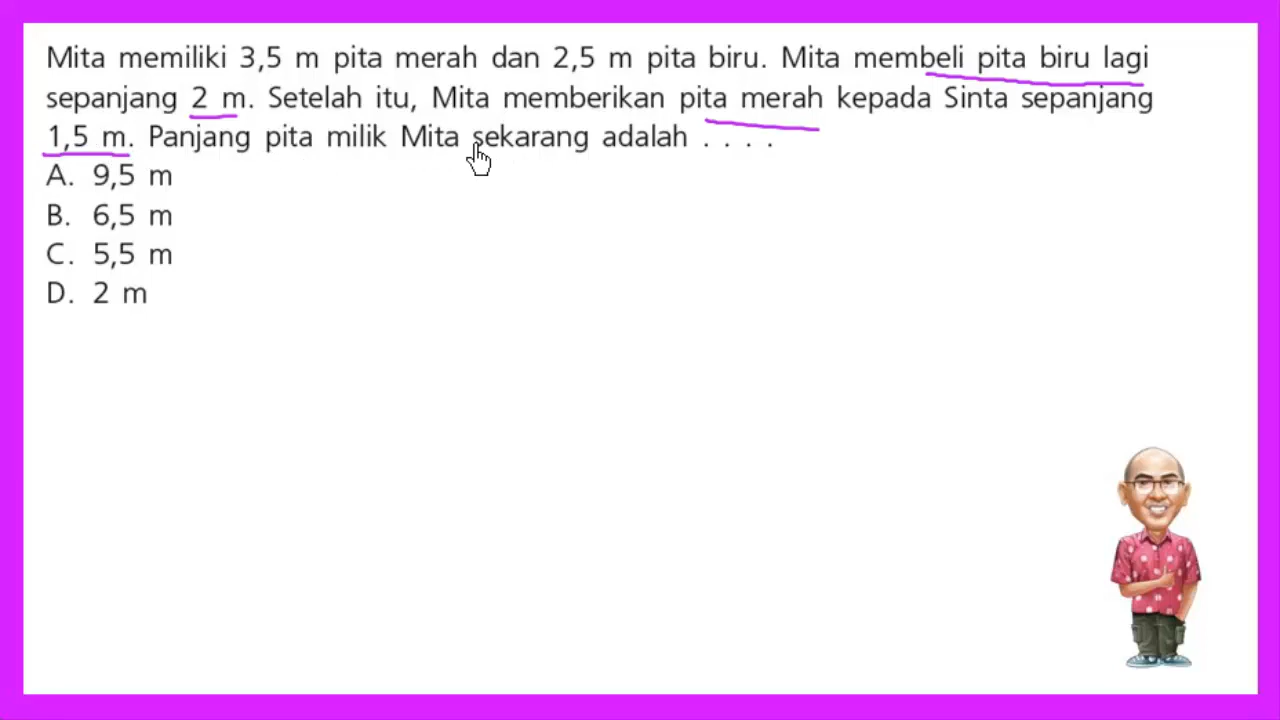 Mita memiliki 3,5 m pita merah dan 2,5 m pita biru. Mita membeli pita biru lagi
sepanjang 2 m. Setelah itu, Mita memberikan pita merah kepada Sinta sepanjang
1,5 m. Panjang pita milik Mita sekarang adalah . . . .
A. 9,5 m
B. 6,5 m
C. 5,5 m
D. 2 m